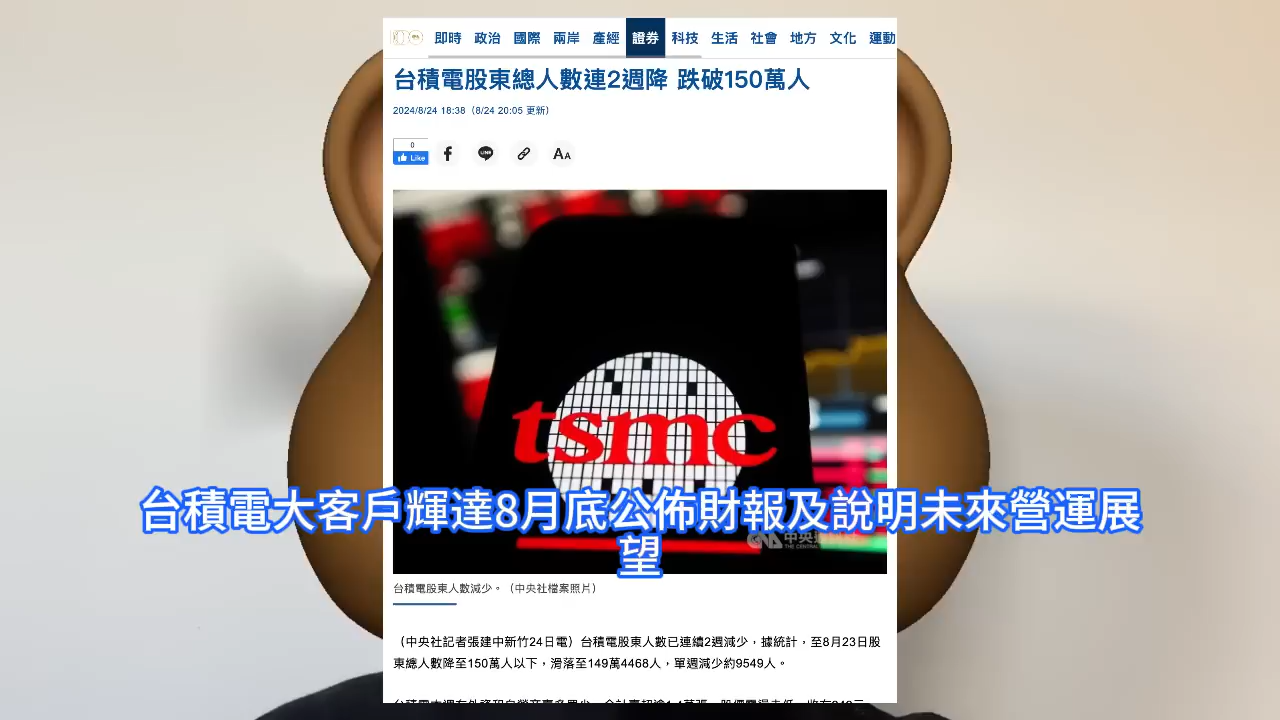 即時 政治 國際 兩岸 產經 證券 科技 生活 社會 地方 文化 運動
台積電股東總人數連2週降 跌破150萬人
2024/8/24 18:38（8/24 20:05 更新）
0
Like
LINE
AA
tsmc
台積電大客戶輝達8月底公佈財報及說明未來營運展
望
CNA 中央
THE CENTRAL
台積電股東人數減少。（中央社檔案照片）
（中央社記者張建中新竹24日電）台積電股東人數已連續2週減少，據統計，至8月23日股
東總人數降至150萬人以下，滑落至149萬4468人，單週減少約9549人。